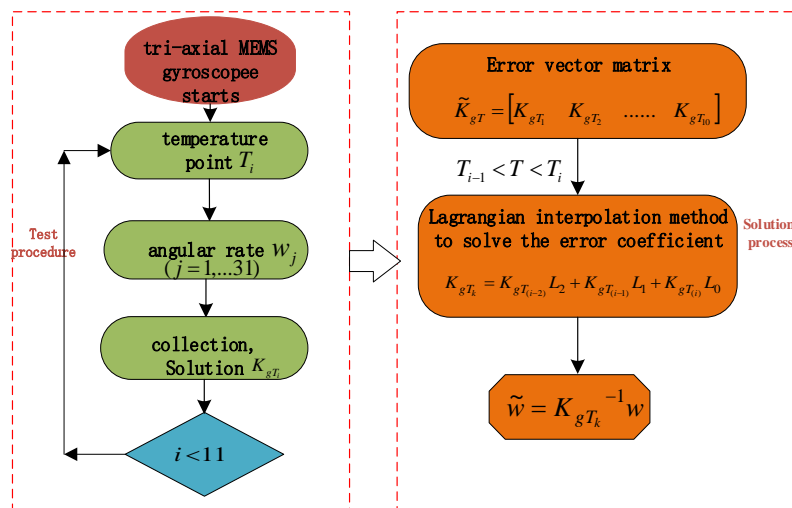 tri-axial MEMS
gyroscopee
starts
temperature
point T_i
Test
procedure
angular rate w_j
(j=1,...31)
collection,
Solution K_{gT_i}
i<11
Error vector matrix
K̃_{gT} = [K_{gT_1} K_{gT_2} ...... K_{gT_{10}}]
T_{i-1} < T < T_i
Lagrangian interpolation method
to solve the error coefficient
K_{gT_k} = K_{gT_{(i-2)}} L_2 + K_{gT_{(i-1)}} L_1 + K_{gT_{(i)}} L_0
Solution
process
w̃ = K_{gT_k}^{-1} w